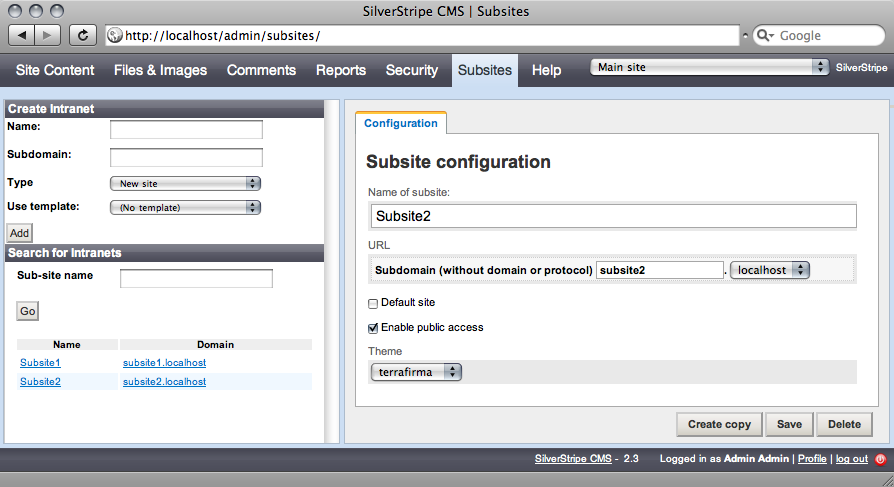 SilverStripe CMS | Subsites
http://localhost/admin/subsites/
Google
Site Content Files & Images Comments Reports Security Subsites Help Main site SilverStripe
Create Intranet
Name:
Subdomain:
Type New site
Use template: (No template)
Add
Search for Intranets
Sub-site name
Go
Name Domain
Subsite1 subsite1.localhost
Subsite2 subsite2.localhost
Configuration
Subsite configuration
Name of subsite:
Subsite2
URL
Subdomain (without domain or protocol) subsite2 . localhost
Default site
Enable public access
Theme
terrafirma
Create copy Save Delete
SilverStripe CMS - 2.3 Logged in as Admin Admin | Profile | log out